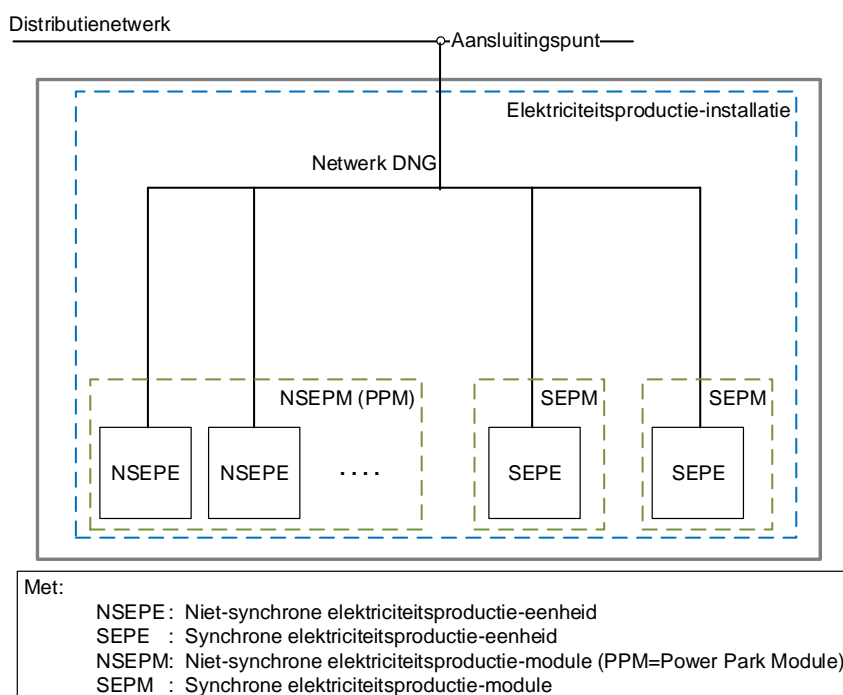 Distributienetwerk
Aansluitingspunt
Elektriciteitsproductie-installatie
Netwerk DNG
NSEPM (PPM)
SEPM
SEPM
NSEPE
NSEPE
....
SEPE
SEPE
Met:
NSEPE : Niet-synchrone elektriciteitsproductie-eenheid
SEPE : Synchrone elektriciteitsproductie-eenheid
NSEPM: Niet-synchrone elektriciteitsproductie-module (PPM=Power Park Module)
SEPM : Synchrone elektriciteitsproductie-module